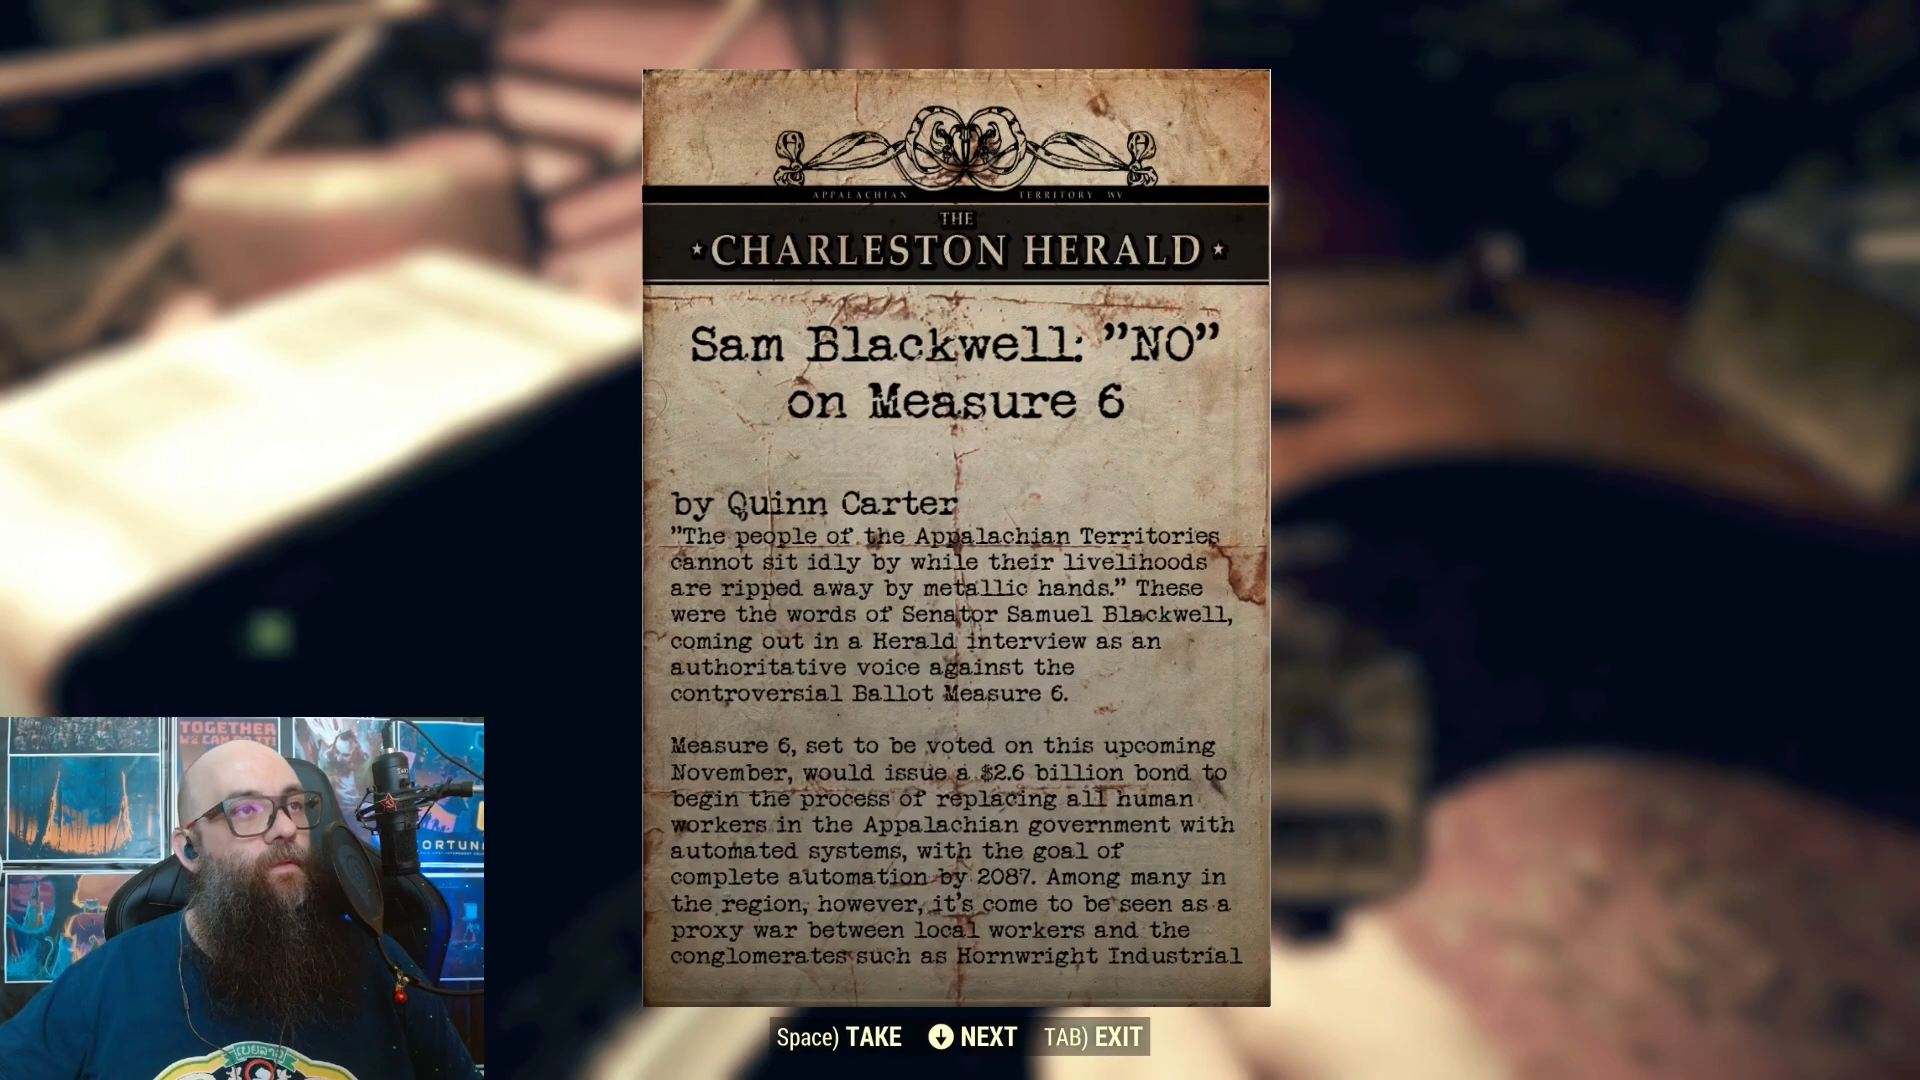 APPALACHIAN TERRITORY WV
THE
CHARLESTON HERALD
Sam Blackwell: "NO"
on Measure 6
by Quinn Carter
"The people of the Appalachian Territories
cannot sit idly by while their livelihoods
are ripped away by metallic hands." These
were the words of Senator Samuel Blackwell,
coming out in a Herald interview as an
authoritative voice against the
controversial Ballot Measure 6.
Measure 6, set to be voted on this upcoming
November, would issue a $2.6 billion bond to
begin the process of replacing all human
workers in the Appalachian government with
automated systems, with the goal of
complete automation by 2087. Among many in
the region, however, it's come to be seen as a
proxy war between local workers and the
conglomerates such as Hornwright Industrial
TOGETHER
WE CAN DO IT!
Space) TAKE NEXT TAB) EXIT